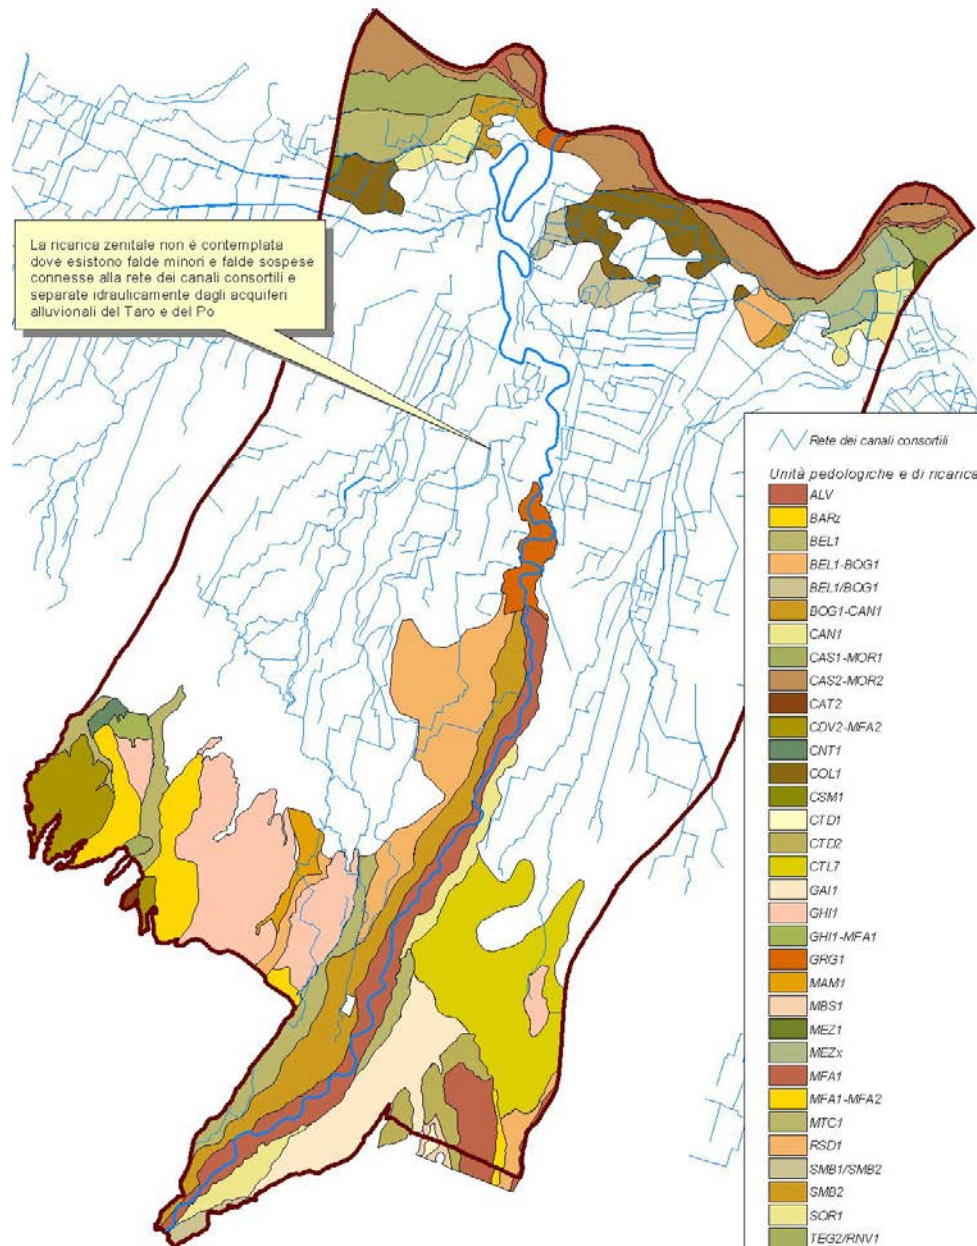 La ricarica zenitale non è contemplata
dove esistono falde minori e falde sospese
connesse alla rete dei canali consortili e
separate idraulicamente dagli acquiferi
alluvionali del Taro e del Po
Rete dei canali consortili
Unità pedologiche e di ricarica
ALV
BARz
BEL1
BEL1-BOG1
BEL1/BOG1
BOG1-CAN1
CAN1
CAS1-MOR1
CAS2-MOR2
CAT2
CDV2-MFA2
CNT1
COL1
CSM1
CTD1
CTD2
CTL7
GAI1
GHI1
GHI1-MFA1
GRG1
MAM1
MBS1
MEZ1
MEZx
MFA1
MFA1-MFA2
MTC1
RSD1
SMB1/SMB2
SMB2
SOR1
TEG2/RNV1